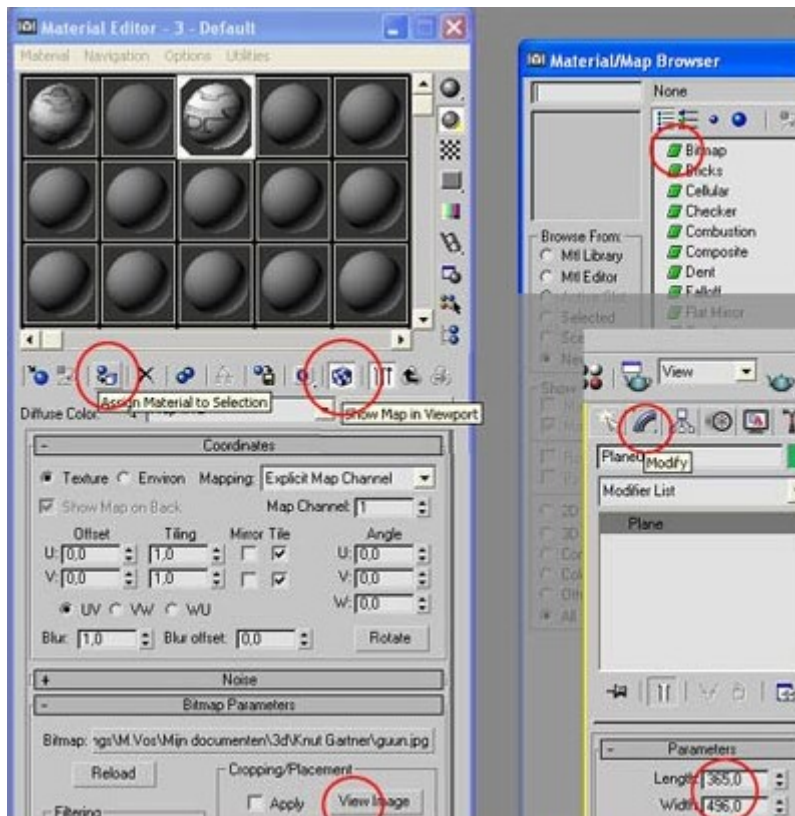 Material Editor - 3 - Default
Material Navigation Options Utilities
Assign Material to Selection
Diffuse Color:
Show Map in Viewport
Coordinates
Texture Environ Mapping: Explicit Map Channel
Show Map on Back Map Channel: 1
Offset Tiling Mirror Tile Angle
U: 0,0 1,0 U: 0,0
V: 0,0 1,0 V: 0,0
W: 0,0
UV VW WU
Blur: 1,0 Blur offset: 0,0 Rotate
+ Noise
- Bitmap Parameters
Bitmap: ngs\M.Vos\Mijn documenten\3d\Knut Gartner\guun.jpg
Reload Cropping/Placement
Apply View Image
Filtering
Material/Map Browser
None
Bitmap
Bricks
Cellular
Checker
Combustion
Composite
Dent
Falloff
Flat Mirror
Browse From:
Mtl Library
Mtl Editor
Active Slot
Selected
Show
2D
3D
All
View
Modify
Modifier List
Plane
- Parameters
Length: 365,0
Width: 496,0